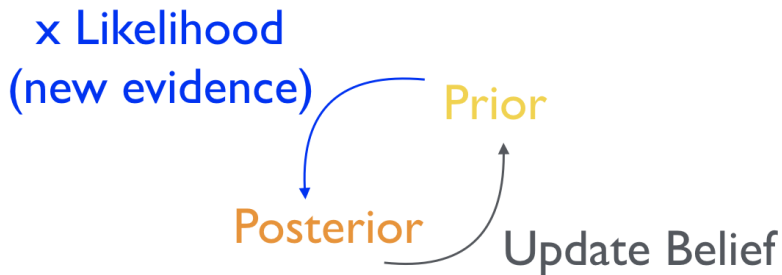 x Likelihood
(new evidence)
Prior
Posterior
Update Belief